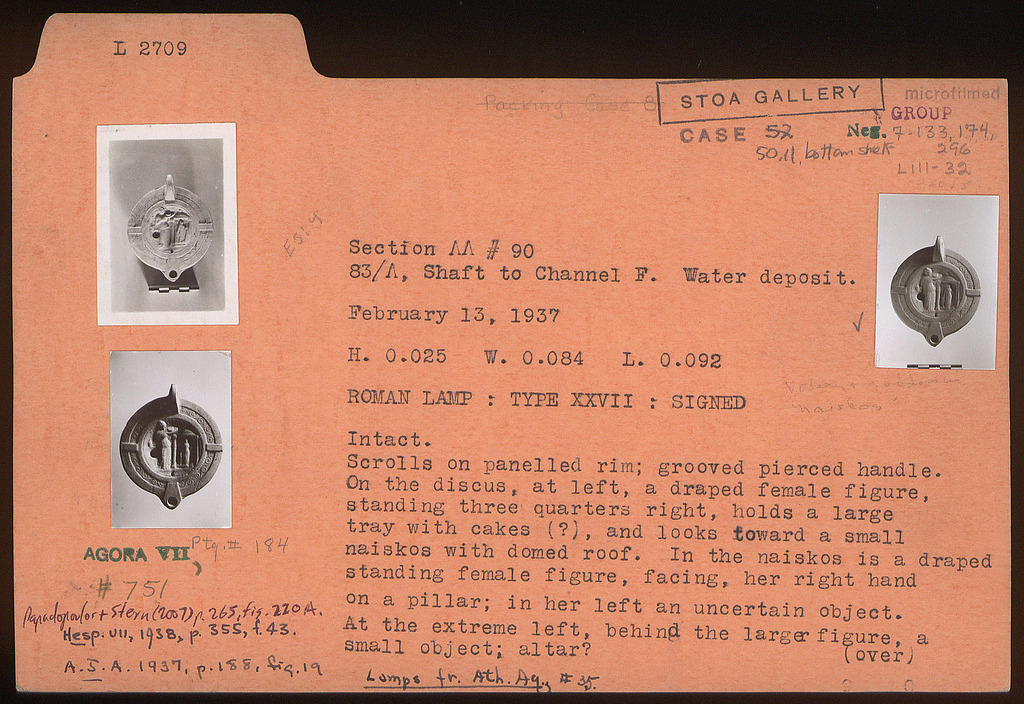 L 2709
Packing Case 8
STOA GALLERY
microfilmed
GROUP
CASE 52
Neg. 7-133, 174,
296
50, 11, bottom shelf
LIII-32
Section ΛΛ # 90
83/Λ, Shaft to Channel F. Water deposit.
February 13, 1937
H. 0.025 W. 0.084 L. 0.092
ROMAN LAMP : TYPE XXVII : SIGNED
Intact.
Scrolls on panelled rim; grooved pierced handle.
On the discus, at left, a draped female figure,
standing three quarters right, holds a large
tray with cakes (?), and looks toward a small
naiskos with domed roof. In the naiskos is a draped
standing female figure, facing, her right hand
on a pillar; in her left an uncertain object.
At the extreme left, behind the larger figure, a
small object; altar?
(over)
naiskos
AGORA VII,
184
# 751
Papadopoulos + Stern (2007) p. 265, fig. 220A.
Hesp. VII, 1938, p. 355, f. 43.
A.J.A. 1937, p. 188, fig. 19
Lamps fr. Ath. Ag., # 35.